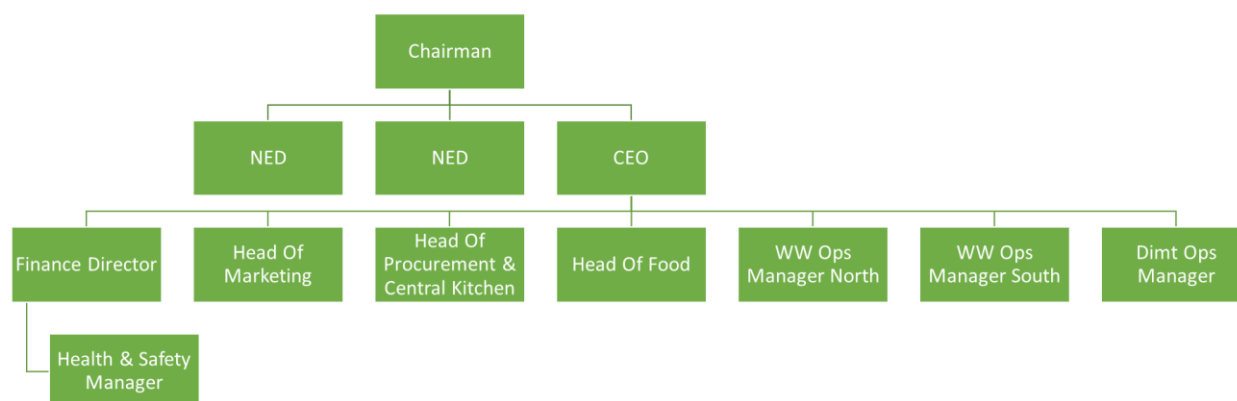 Chairman
NED
NED
CEO
Finance Director
Head Of
Marketing
Head Of
Procurement &
Central Kitchen
Head Of Food
WW Ops
Manager North
WW Ops
Manager South
Dimt Ops
Manager
Health & Safety
Manager